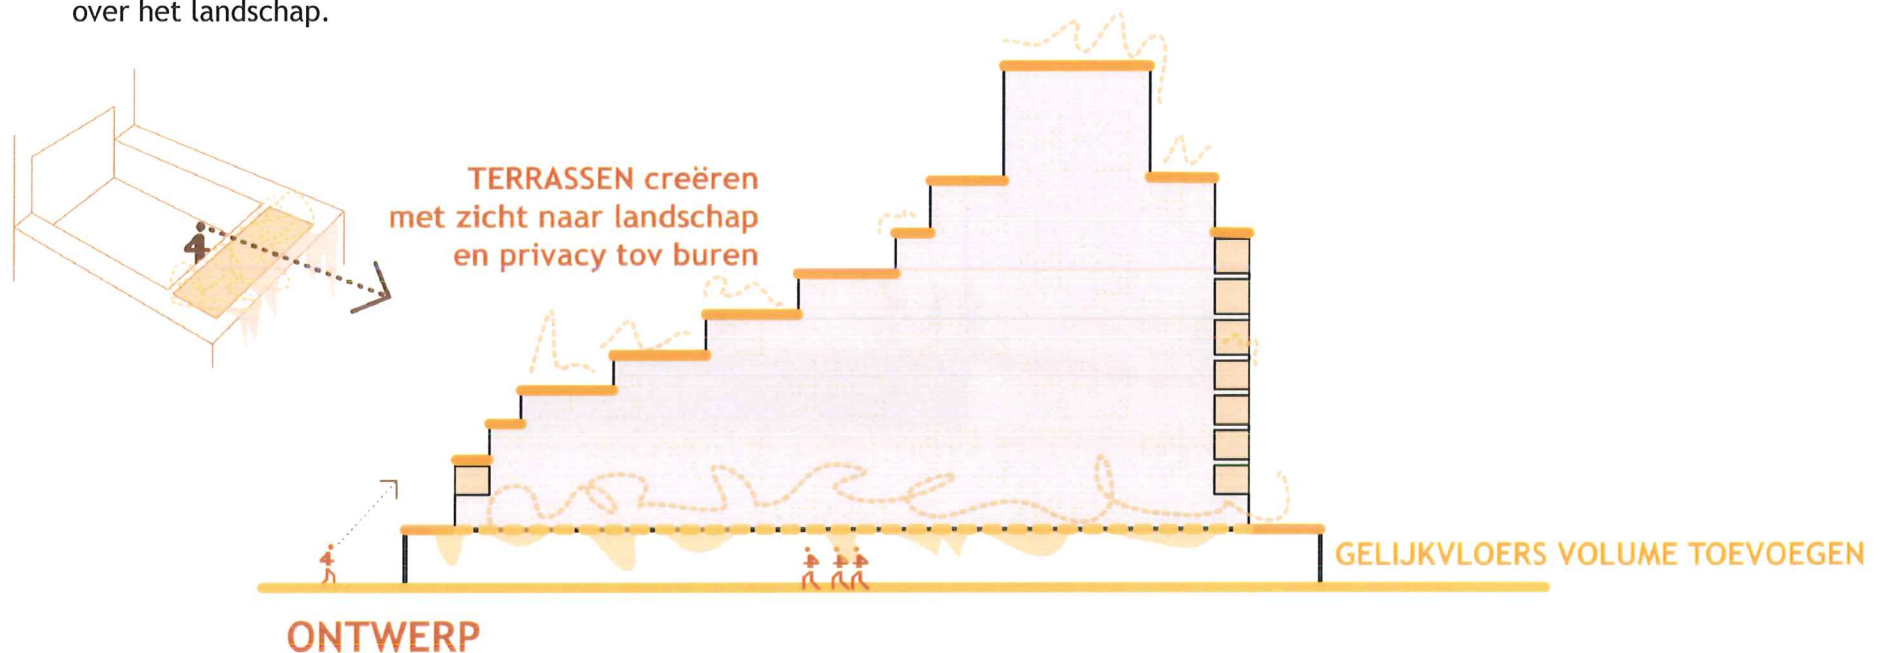 over het landschap.
TERRASSEN creëren
met zicht naar landschap
en privacy tov buren
GELIJKVLOERS VOLUME TOEVOEGEN
ONTWERP